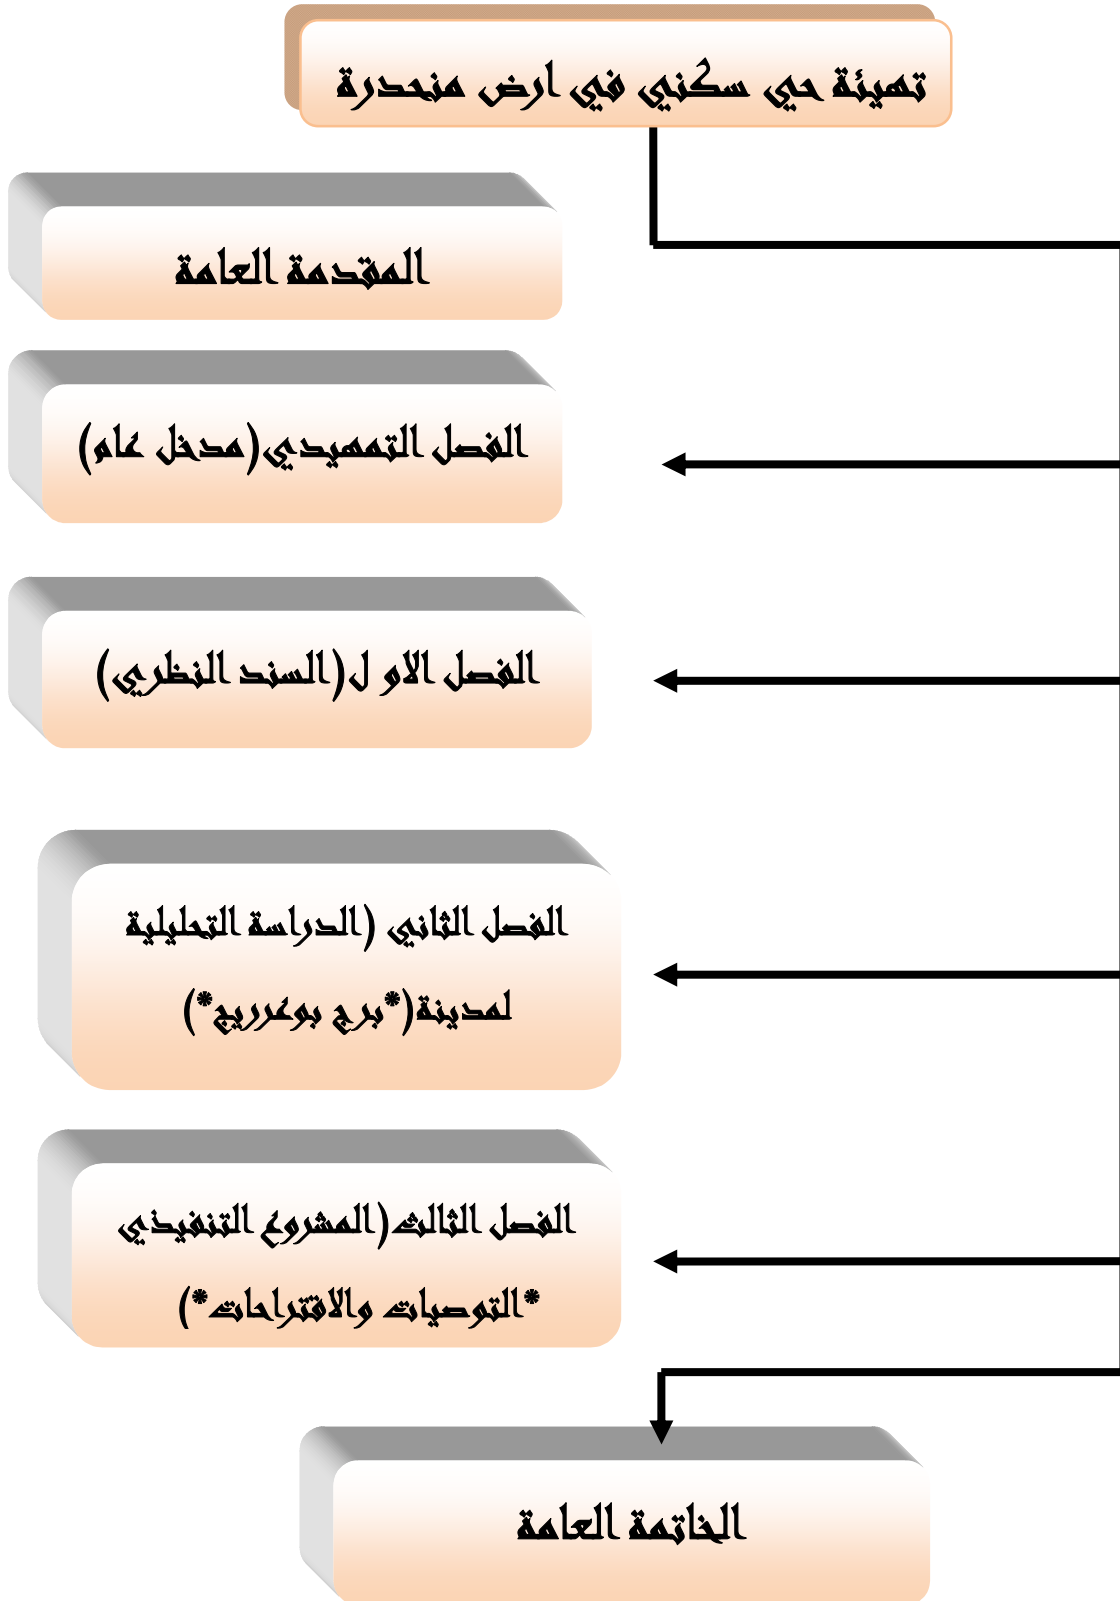 تهيئة حي سكني في ارض منحدرة
المقدمة العامة
الفصل التمهيدي(مدخل عام)
الفصل الاو ل(السند النظري)
الفصل الثاني (الدراسة التحليلية
لمدينة(*برج بوعرريج*)
الفصل الثالث(المشروع التنفيذي
*التوصيات والاقتراحات*)
الخاتمة العامة